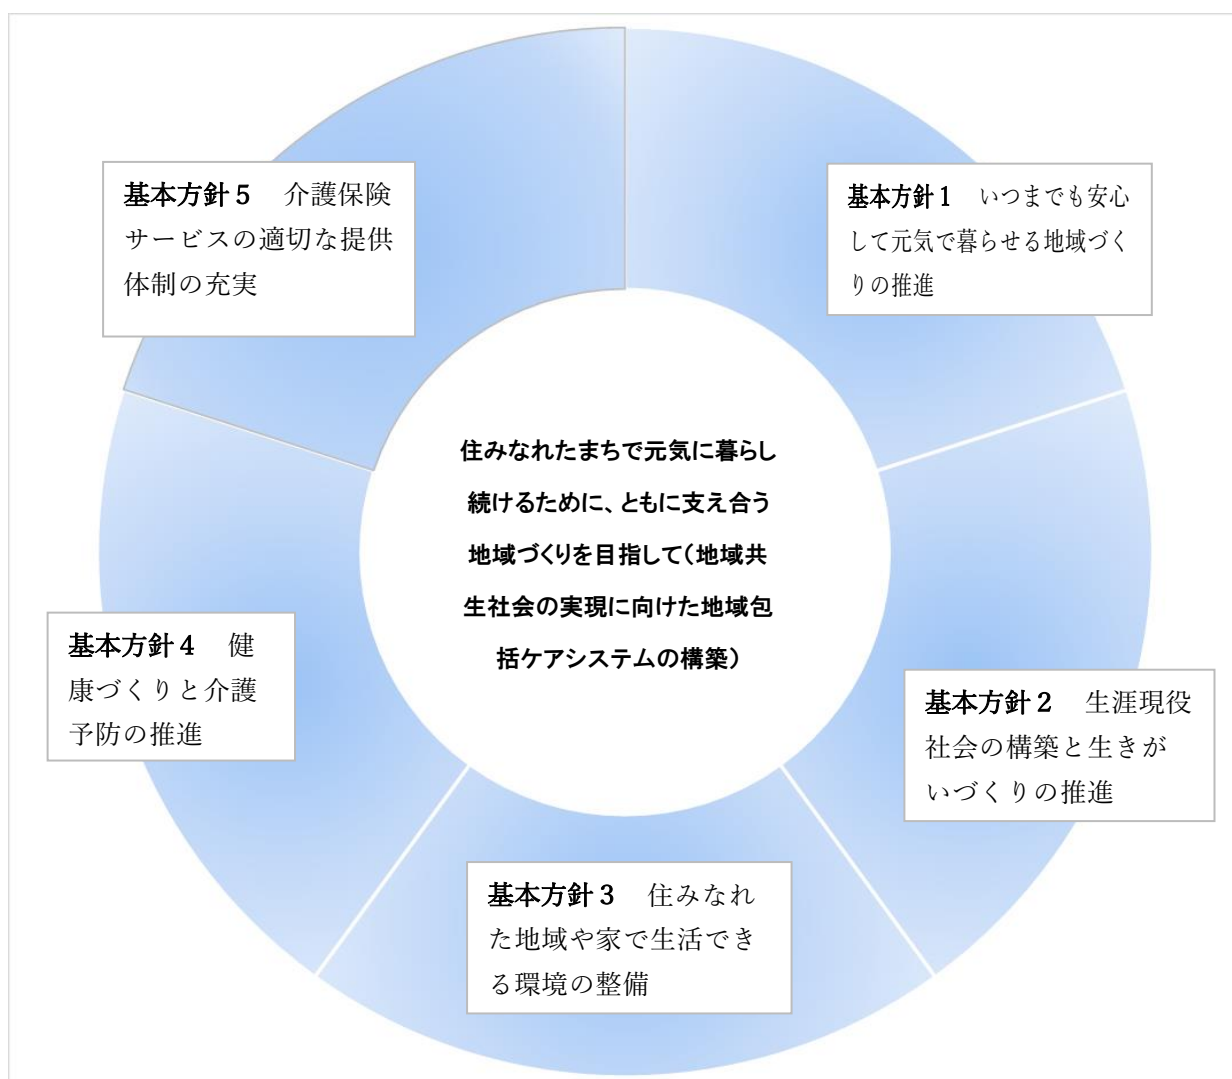 基本方針１　いつまでも安心
して元気で暮らせる地域づく
りの推進
基本方針２　生涯現役
社会の構築と生きが
いづくりの推進
基本方針３　住みなれ
た地域や家で生活でき
る環境の整備
基本方針４　健
康づくりと介護
予防の推進
基本方針５　介護保険
サービスの適切な提供
体制の充実
住みなれたまちで元気に暮らし
続けるために、ともに支え合う
地域づくりを目指して（地域共
生社会の実現に向けた地域包
括ケアシステムの構築）